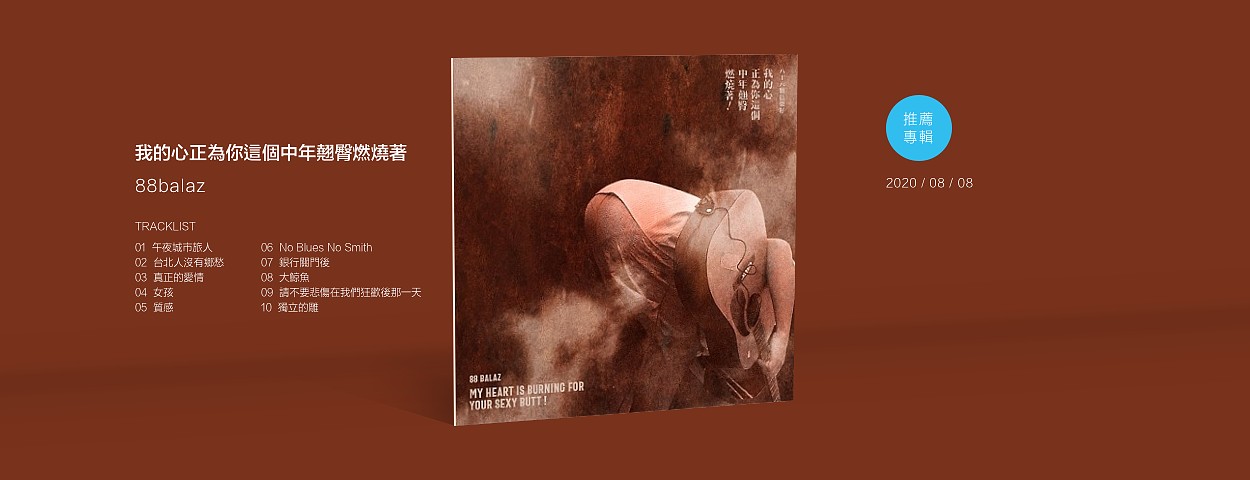 我的心正為你這個中年翹臀燃燒著
88balaz
TRACKLIST
01 午夜城市旅人
02 台北人沒有鄉愁
03 真正的愛情
04 女孩
05 質感
06 No Blues No Smith
07 銀行關門後
08 大鯨魚
09 請不要悲傷在我們狂歡後那一天
10 獨立的雕
我的心
正為你這個
中年翹臀
燃燒著!
88 BALAZ
MY HEART IS BURNING FOR
YOUR SEXY BUTT !
推薦
專輯
2020 / 08 / 08